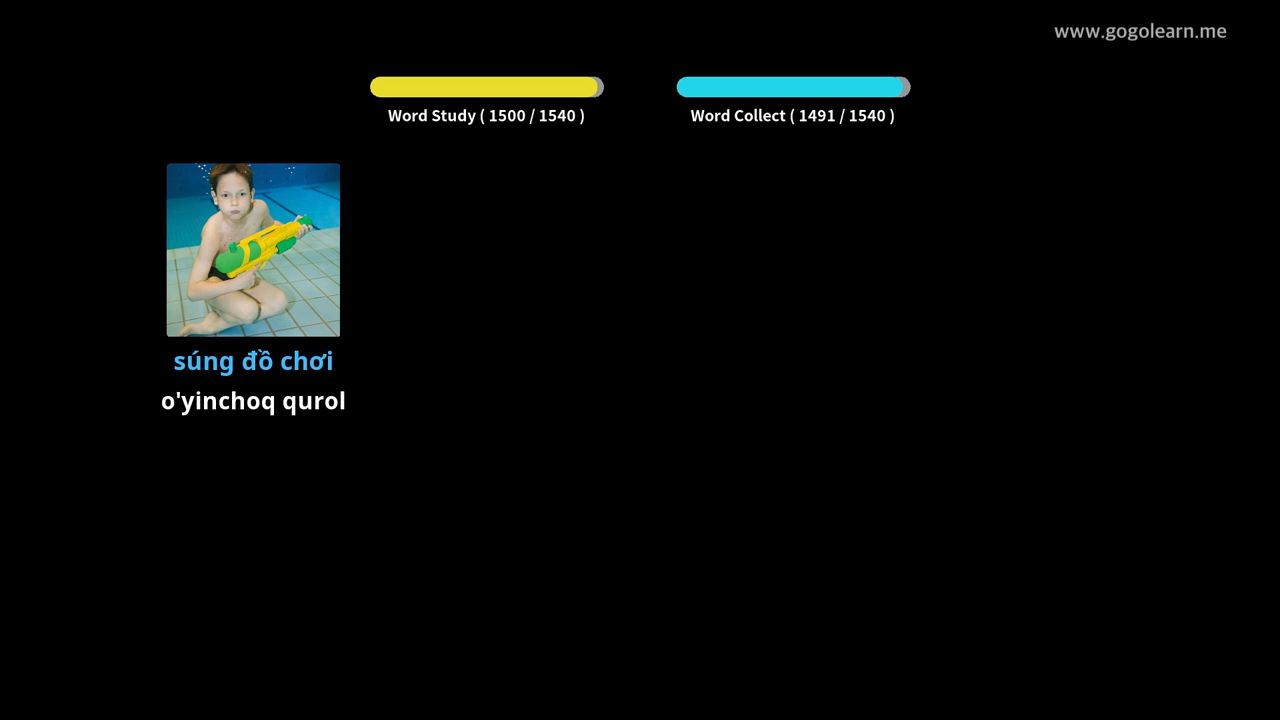 www.gogolearn.me
Word Study ( 1500 / 1540 )
Word Collect ( 1491 / 1540 )
súng đồ chơi
o'yinchoq qurol